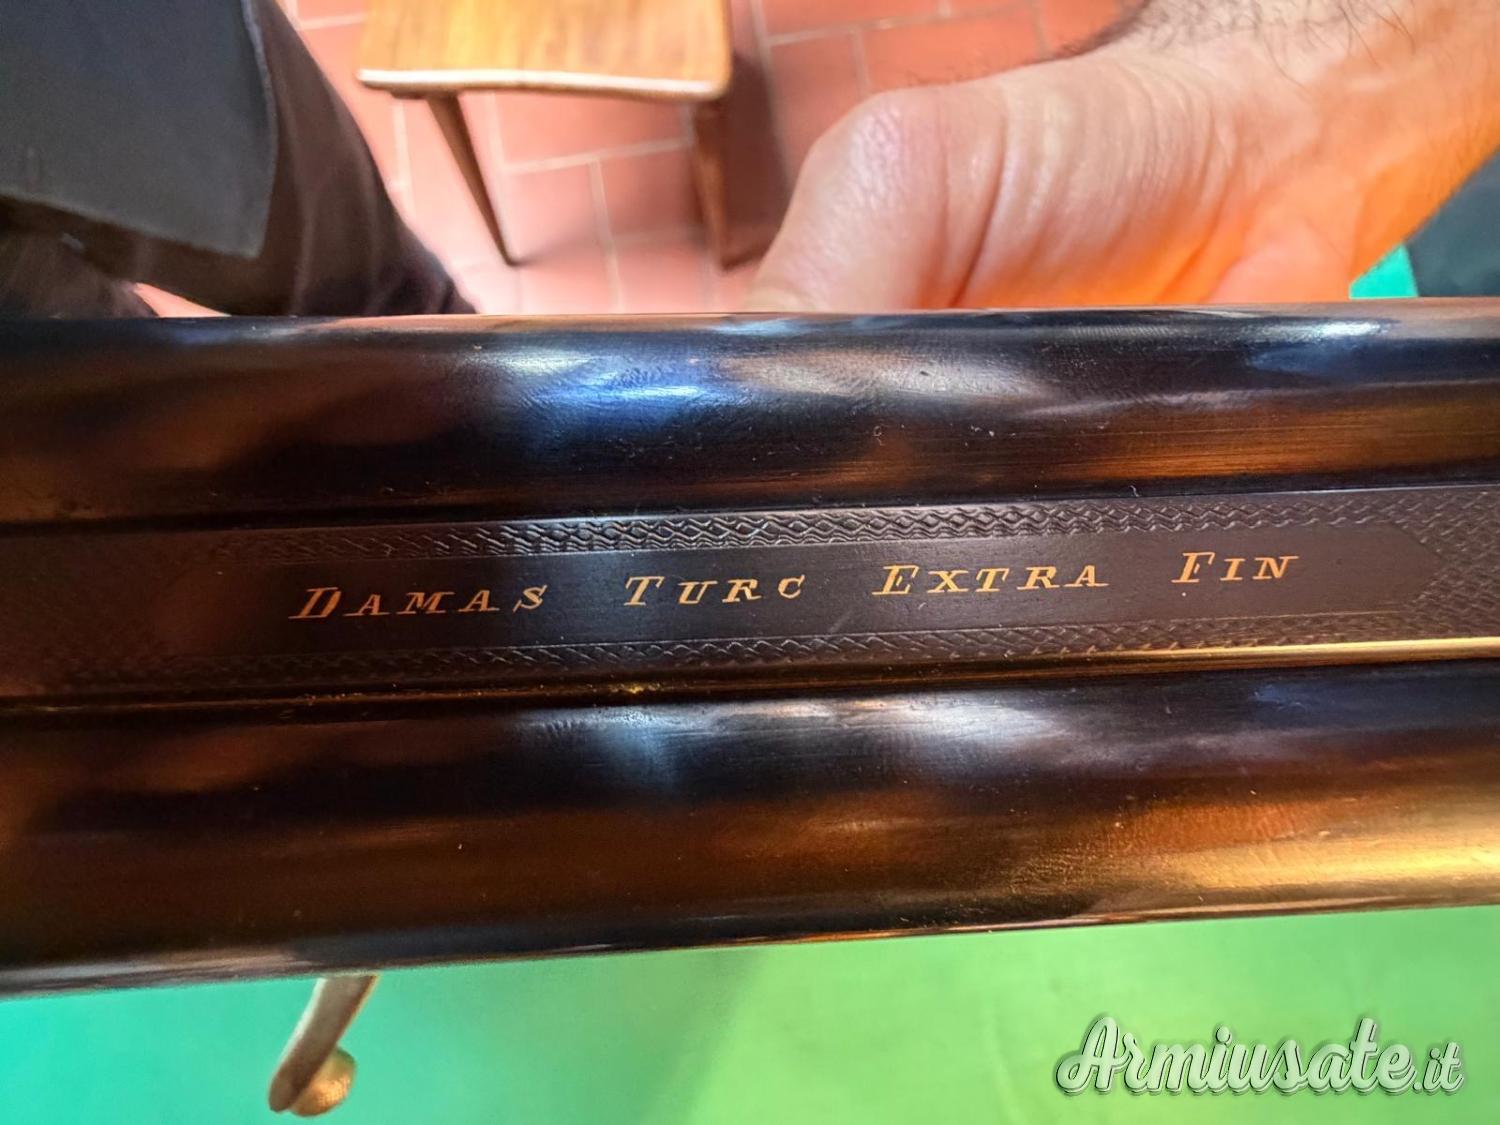 DAMAS TURC EXTRA FIN
Armiusate.it